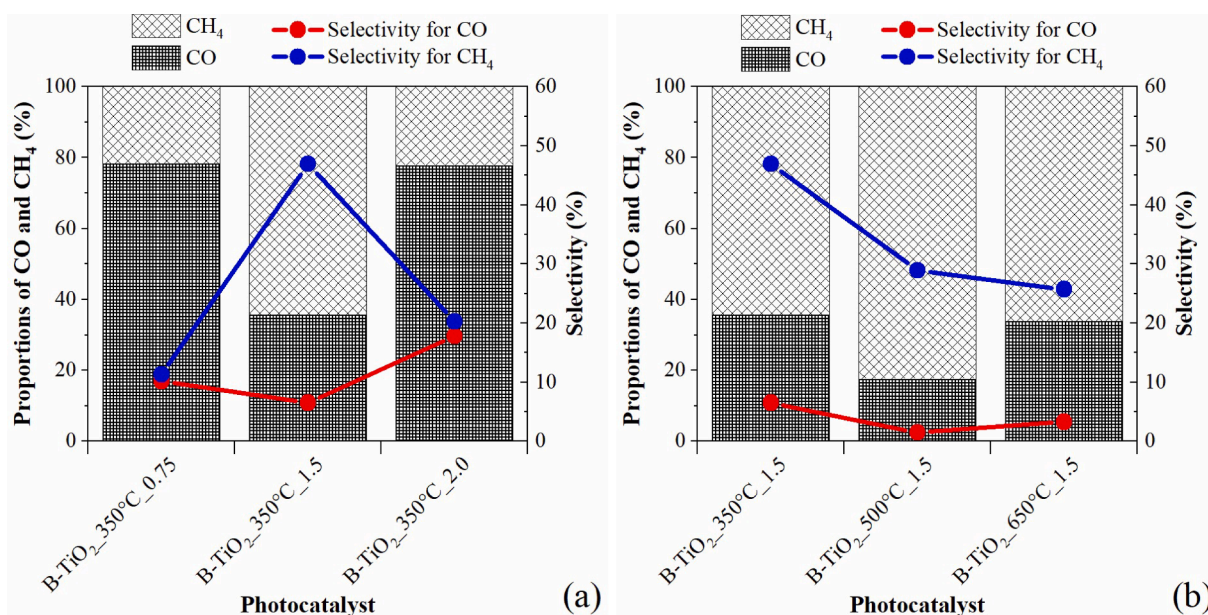 CH₄ Selectivity for CO
CO Selectivity for CH₄
Proportions of CO and CH₄ (%)
100
80
60
40
20
0
60
50
40
30
20
10
0
Selectivity (%)
B-TiO₂_350°C_0.75
B-TiO₂_350°C_1.5
B-TiO₂_350°C_2.0
Photocatalyst
(a)
CH₄ Selectivity for CO
CO Selectivity for CH₄
Proportions of CO and CH₄ (%)
100
80
60
40
20
0
60
50
40
30
20
10
0
Selectivity (%)
B-TiO₂_350°C_1.5
B-TiO₂_500°C_1.5
B-TiO₂_650°C_1.5
Photocatalyst
(b)